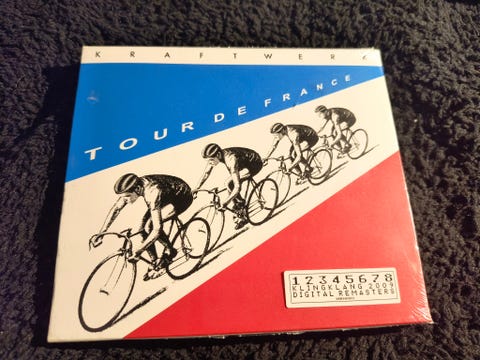 KRAFTWERK
TOUR DE FRANCE
12345678
KLINGKLANG 2009
DIGITAL REMASTERS